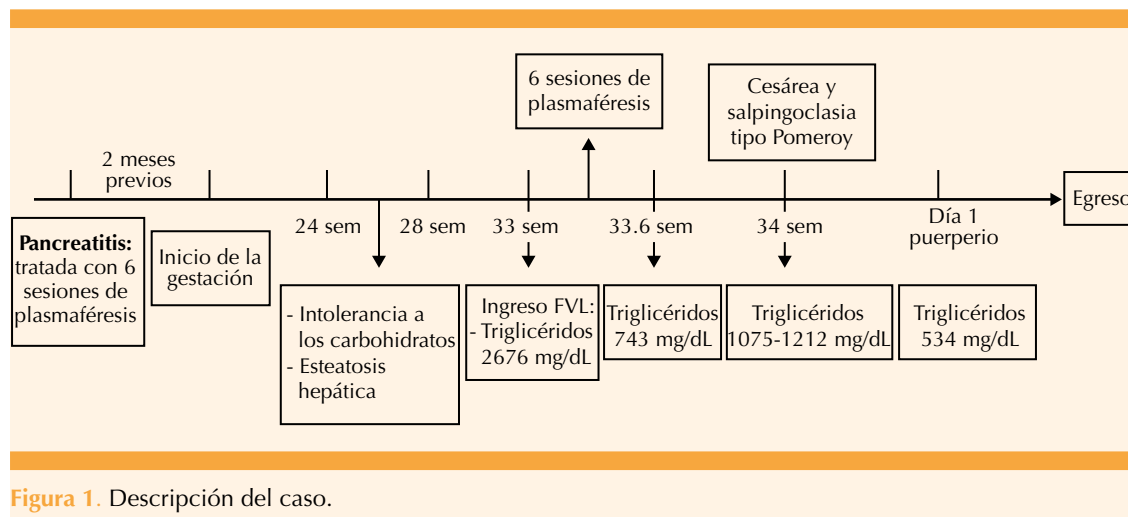 6 sesiones de
plasmaféresis
Cesárea y
salpingoclasia
tipo Pomeroy
2 meses
previos
24 sem
28 sem
33 sem
33.6 sem
34 sem
Día 1
puerperio
Egreso
Pancreatitis:
tratada con 6
sesiones de
plasmaféresis
Inicio de la
gestación
- Intolerancia a
los carbohidratos
- Esteatosis
hepática
Ingreso FVL:
- Triglicéridos
2676 mg/dL
Triglicéridos
743 mg/dL
Triglicéridos
1075-1212 mg/dL
Triglicéridos
534 mg/dL
Figura 1. Descripción del caso.